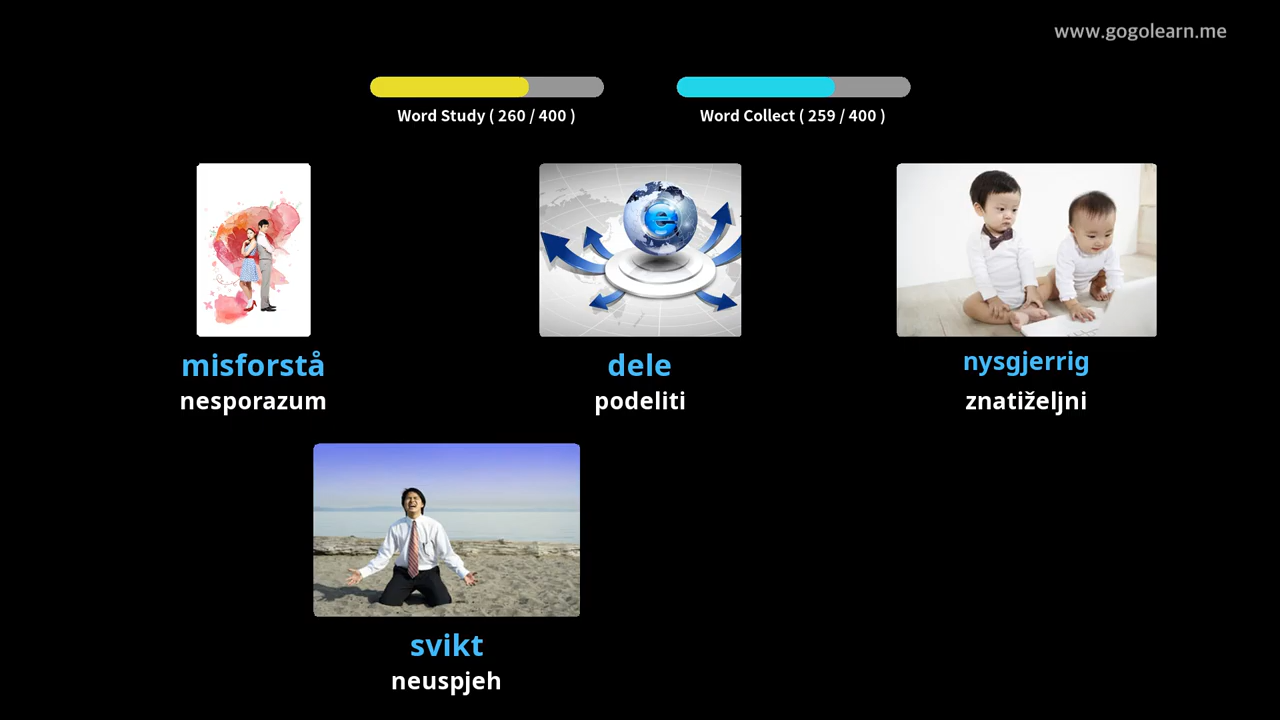 www.gogolearn.me
Word Study ( 260 / 400 )
Word Collect ( 259 / 400 )
e
misforstå
nesporazum
dele
podeliti
nysgjerrig
znatiželjni
svikt
neuspjeh